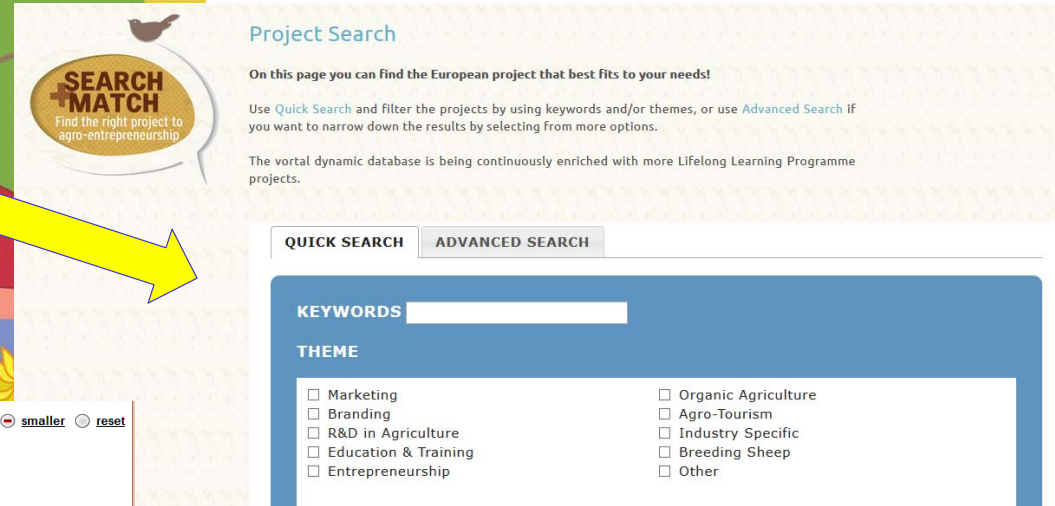 SEARCH
+MATCH
Find the right project to
agro-entrepreneurship
Project Search
On this page you can find the European project that best fits to your needs!
Use Quick Search and filter the projects by using keywords and/or themes, or use Advanced Search if
you want to narrow down the results by selecting from more options.
The vortal dynamic database is being continuously enriched with more Lifelong Learning Programme
projects.
QUICK SEARCH ADVANCED SEARCH
KEYWORDS
THEME
Marketing
Branding
R&D in Agriculture
Education & Training
Entrepreneurship
Organic Agriculture
Agro-Tourism
Industry Specific
Breeding Sheep
Other
smaller reset